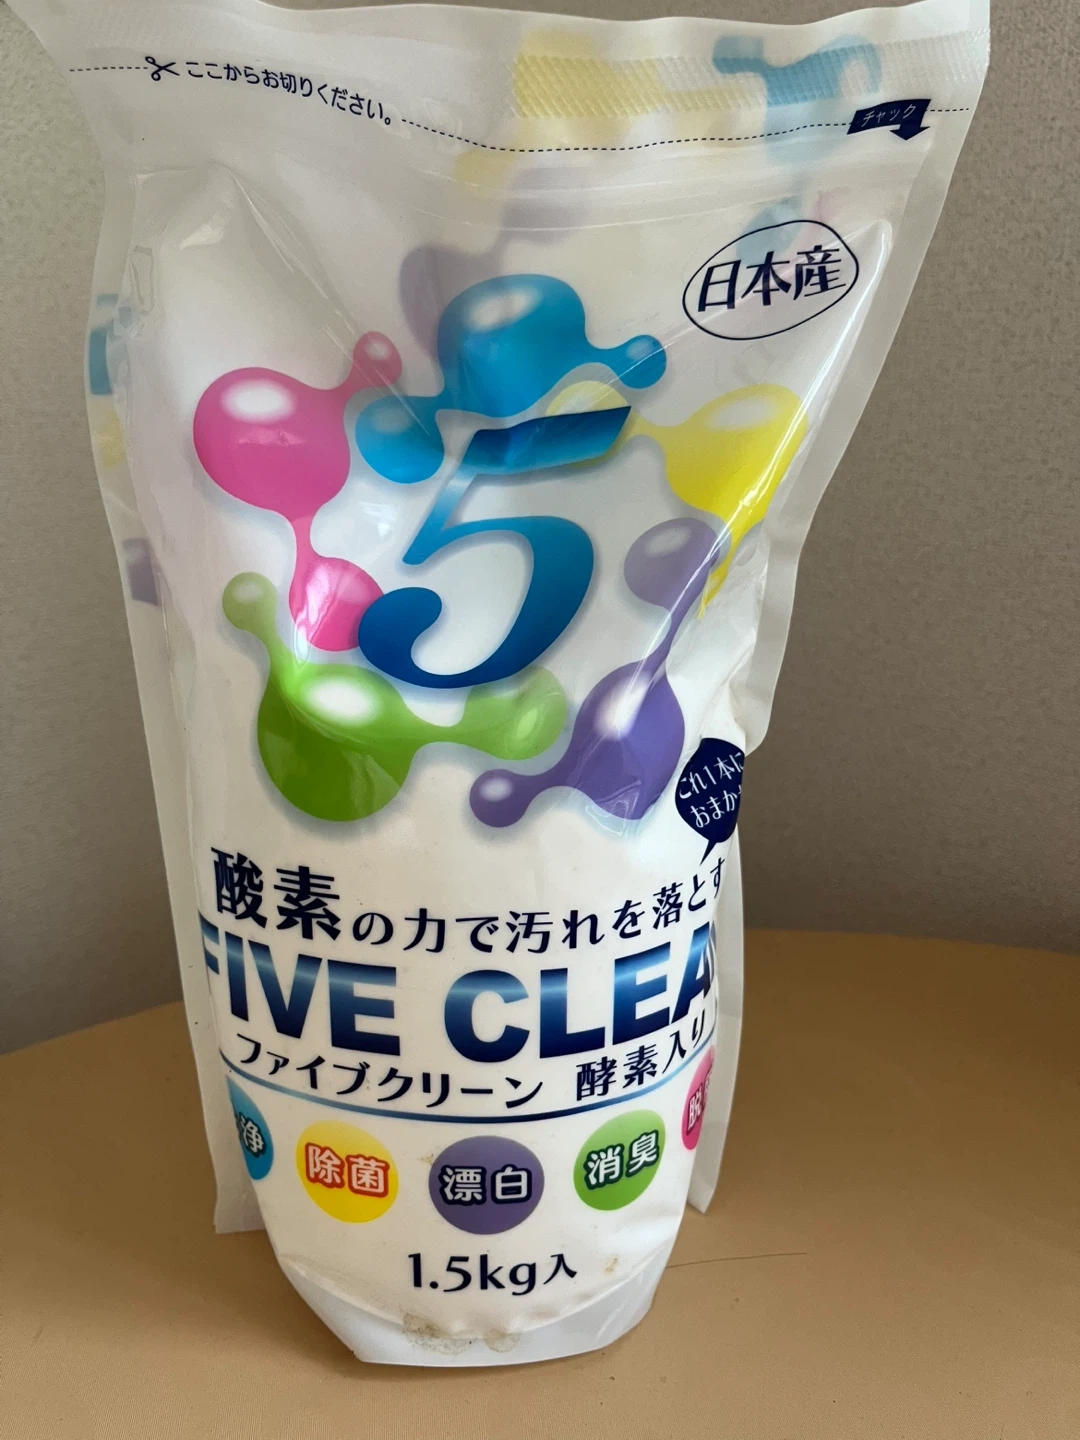 ここからお切りください。
チャック
日本産
5
これ1本に
おまか
酸素の力で汚れを落とす
FIVE CLEAN
ファイブクリーン 酵素入り
浄
除菌
漂白
消臭
脱
1.5kg入